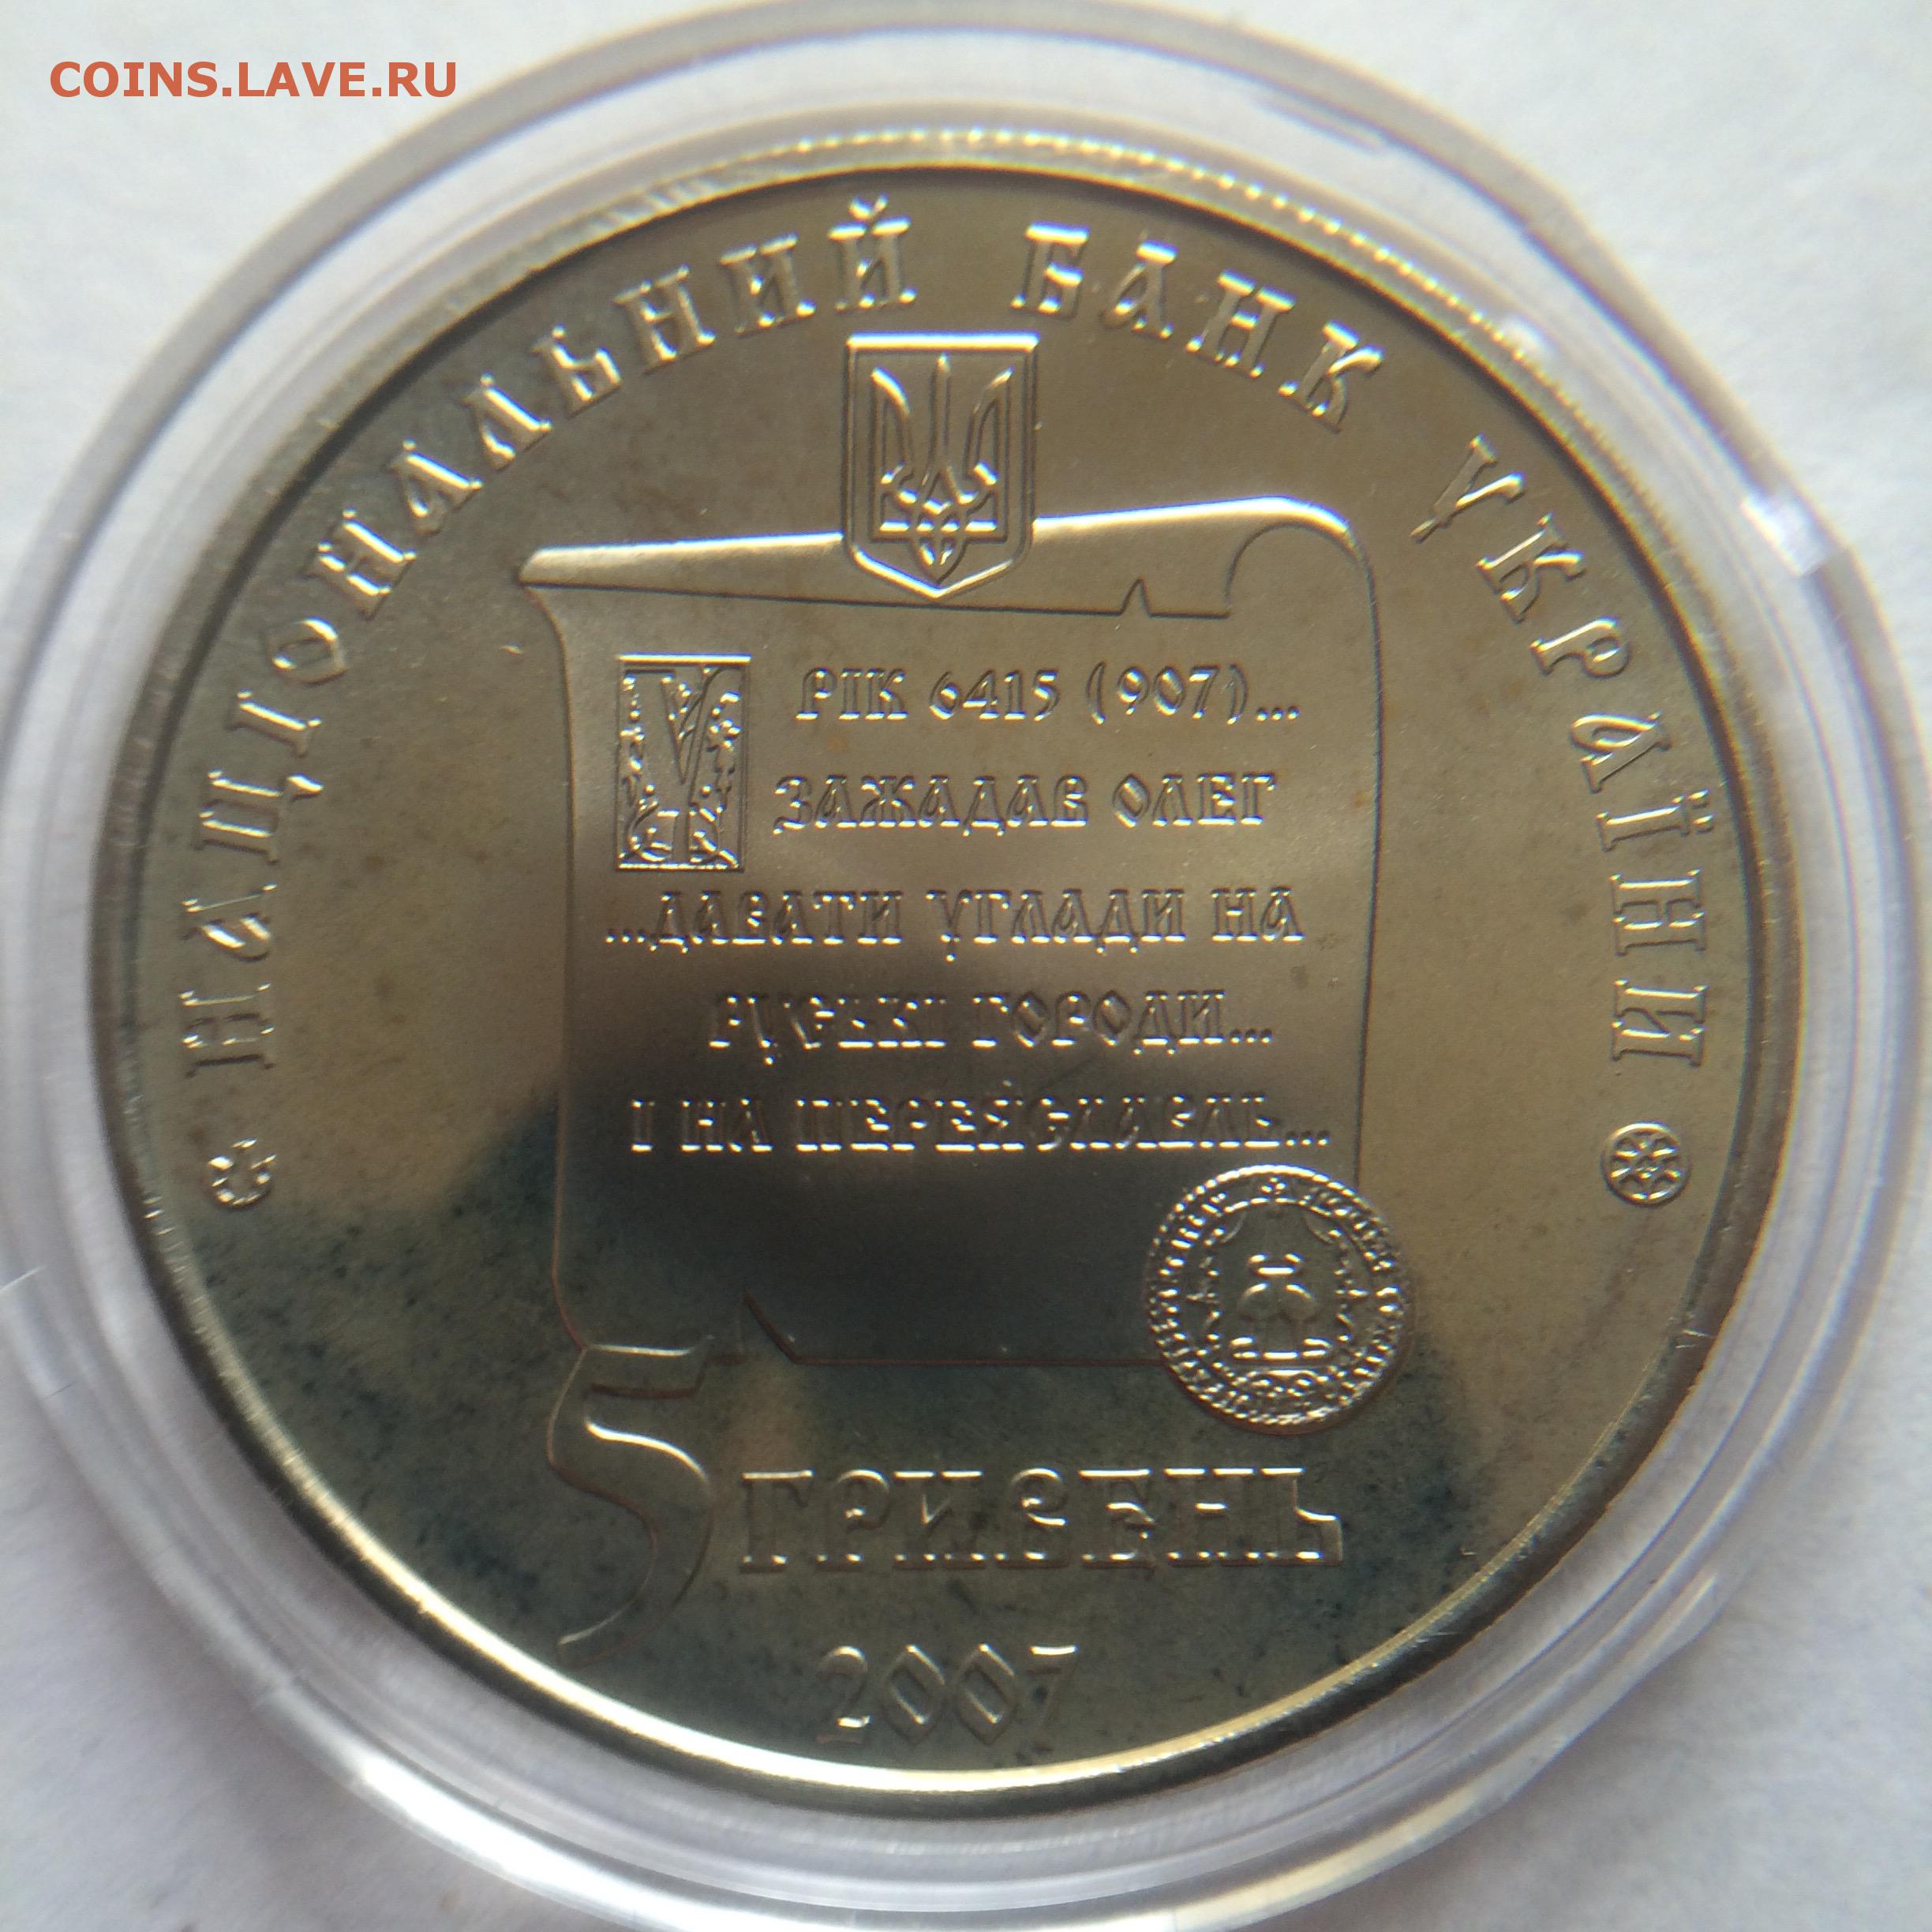 COINS.LAVE.RU
НАЦІОНАЛЬНИЙ БАНК УКРАЇНИ
У РІК 6415 (907)...
ЗАЖАДАВ ОЛЕГ
...ДАВАТИ УГЛАДИ НА
РУСЬКІ ГОРОДИ...
І НА ПЕРЕЯСЛАВЛЬ...
5 ГРИВЕНЬ
2007